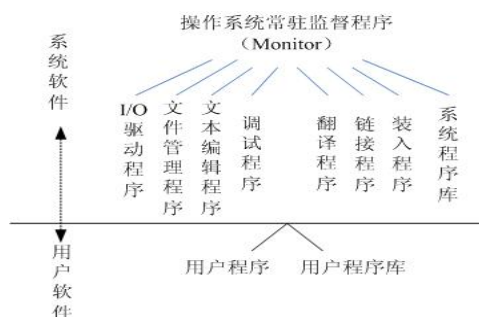 操作系统常驻监督程序
（Monitor）
系统软件
I/O驱动程序
文件管理程序
文本编辑程序
调试程序
翻译程序
链接程序
装入程序
系统程序库
用户软件
用户程序
用户程序库